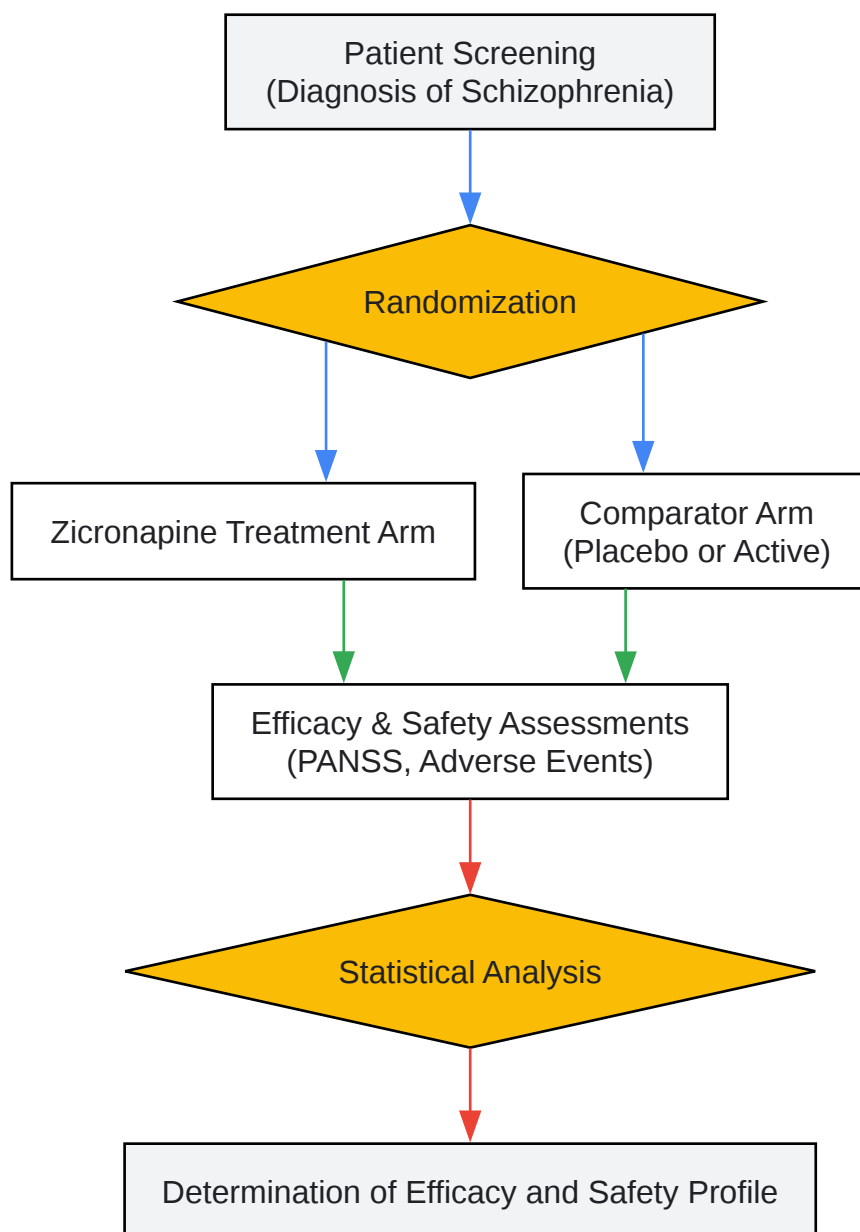 Patient Screening
(Diagnosis of Schizophrenia)
Randomization
Zicronapine Treatment Arm
Comparator Arm
(Placebo or Active)
Efficacy & Safety Assessments
(PANSS, Adverse Events)
Statistical Analysis
Determination of Efficacy and Safety Profile